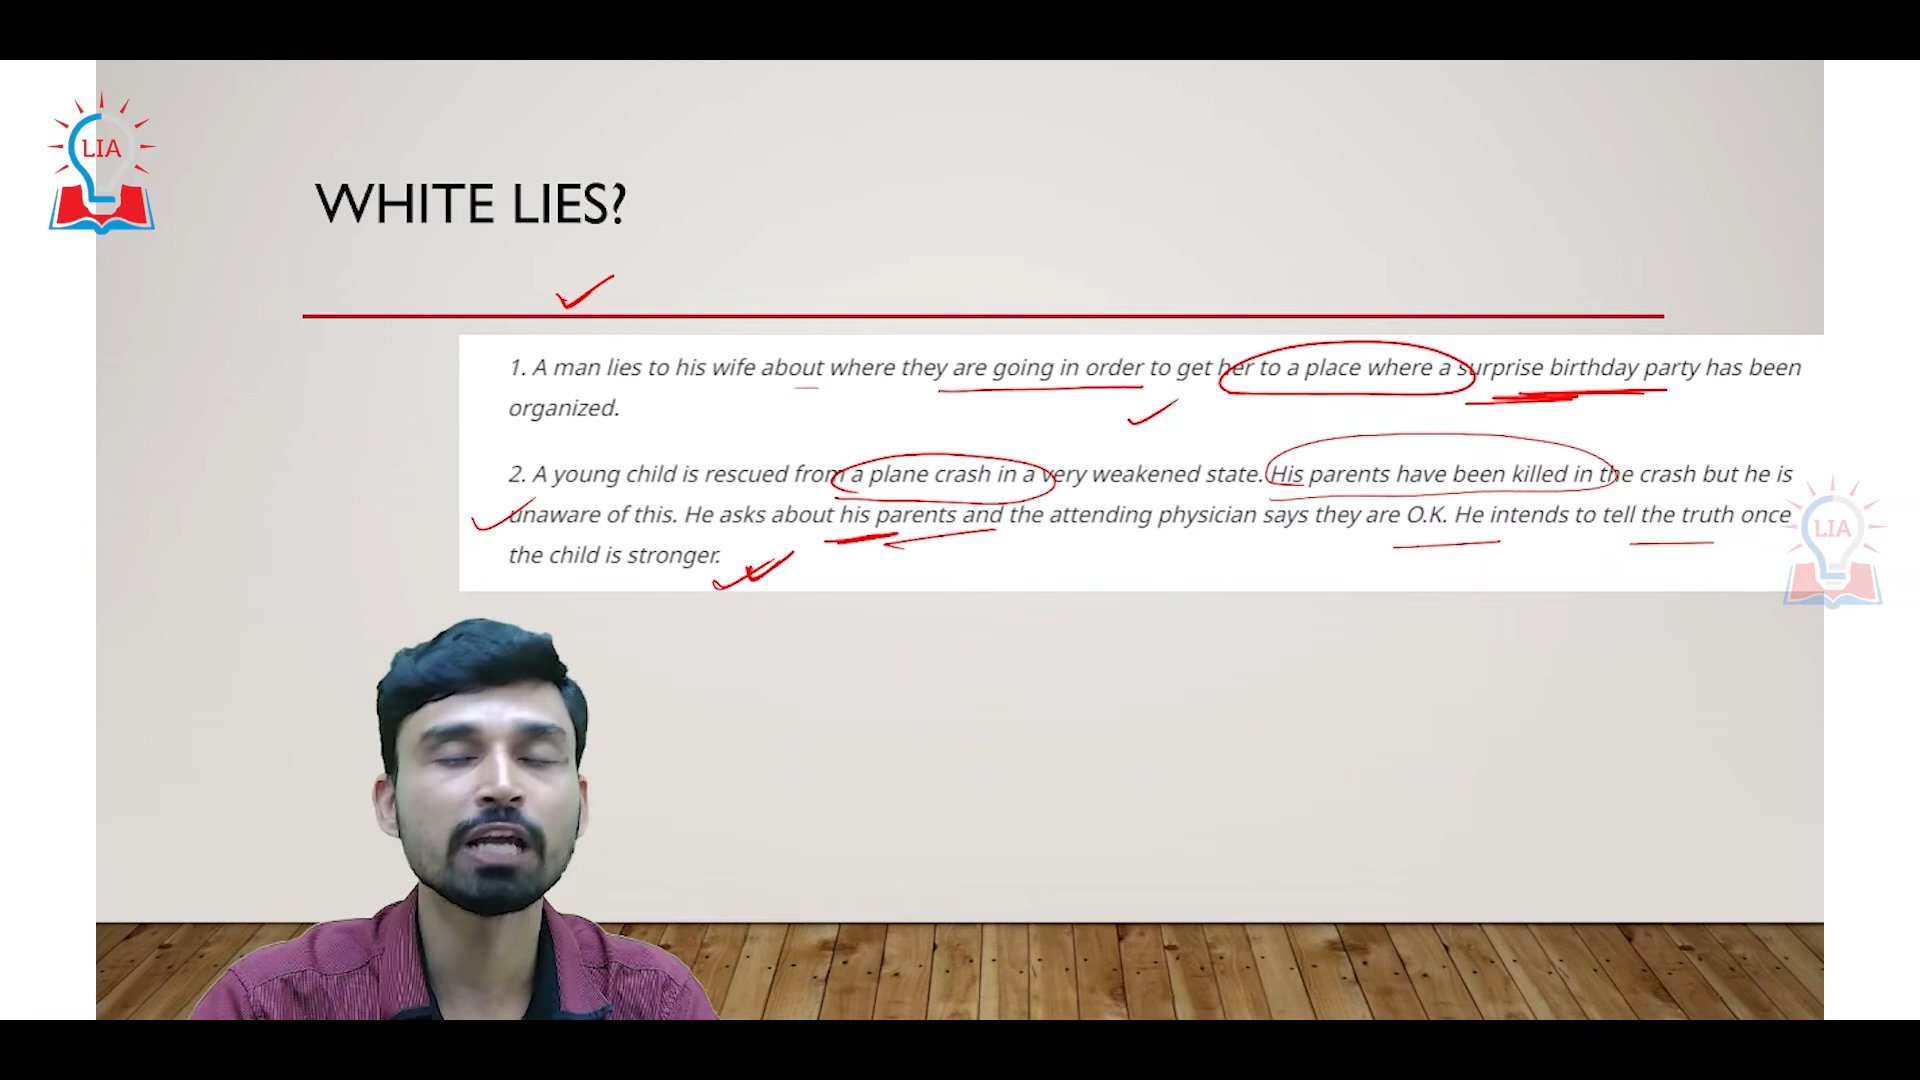 LIA
WHITE LIES?
1. A man lies to his wife about where they are going in order to get her to a place where a surprise birthday party has been
organized.
2. A young child is rescued from a plane crash in a very weakened state. His parents have been killed in the crash but he is
unaware of this. He asks about his parents and the attending physician says they are O.K. He intends to tell the truth once
the child is stronger.
LIA